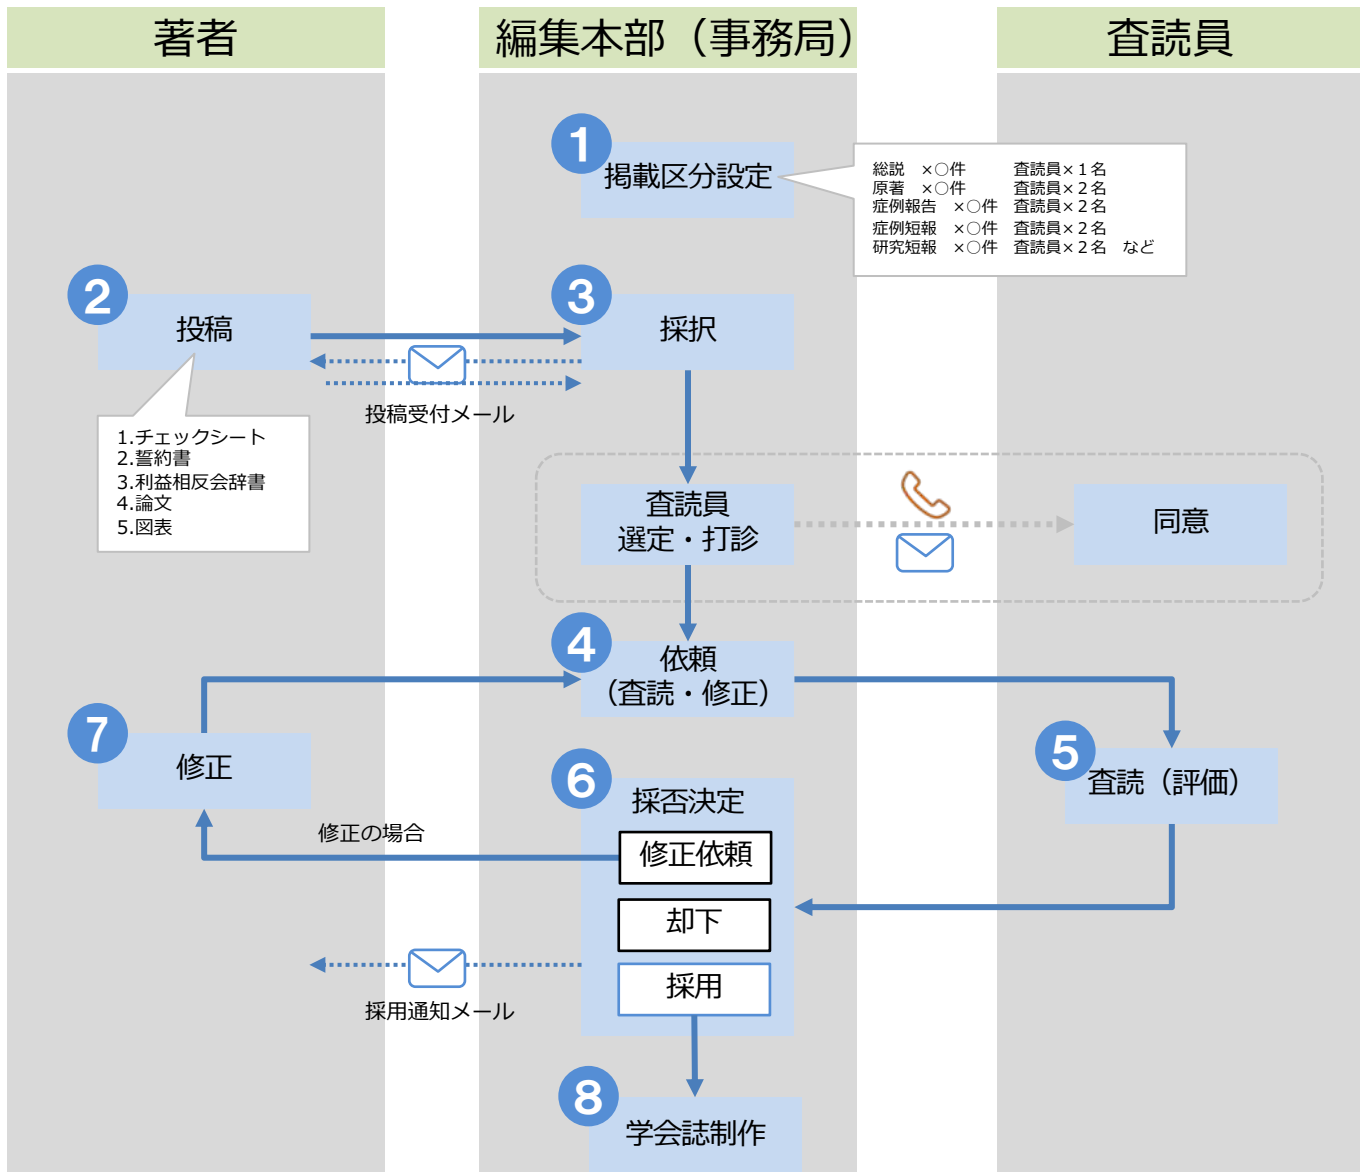 著者
編集本部（事務局）
査読員
1
掲載区分設定
総説　×○件　査読員×１名
原著　×○件　査読員×２名
症例報告　×○件　査読員×２名
症例短報　×○件　査読員×２名
研究短報　×○件　査読員×２名　など
2
投稿
3
採択
投稿受付メール
1.チェックシート
2.誓約書
3.利益相反会辞書
4.論文
5.図表
査読員
選定・打診
同意
4
依頼
（査読・修正）
7
修正
5
査読（評価）
6
採否決定
修正の場合
修正依頼
却下
採用
採用通知メール
8
学会誌制作